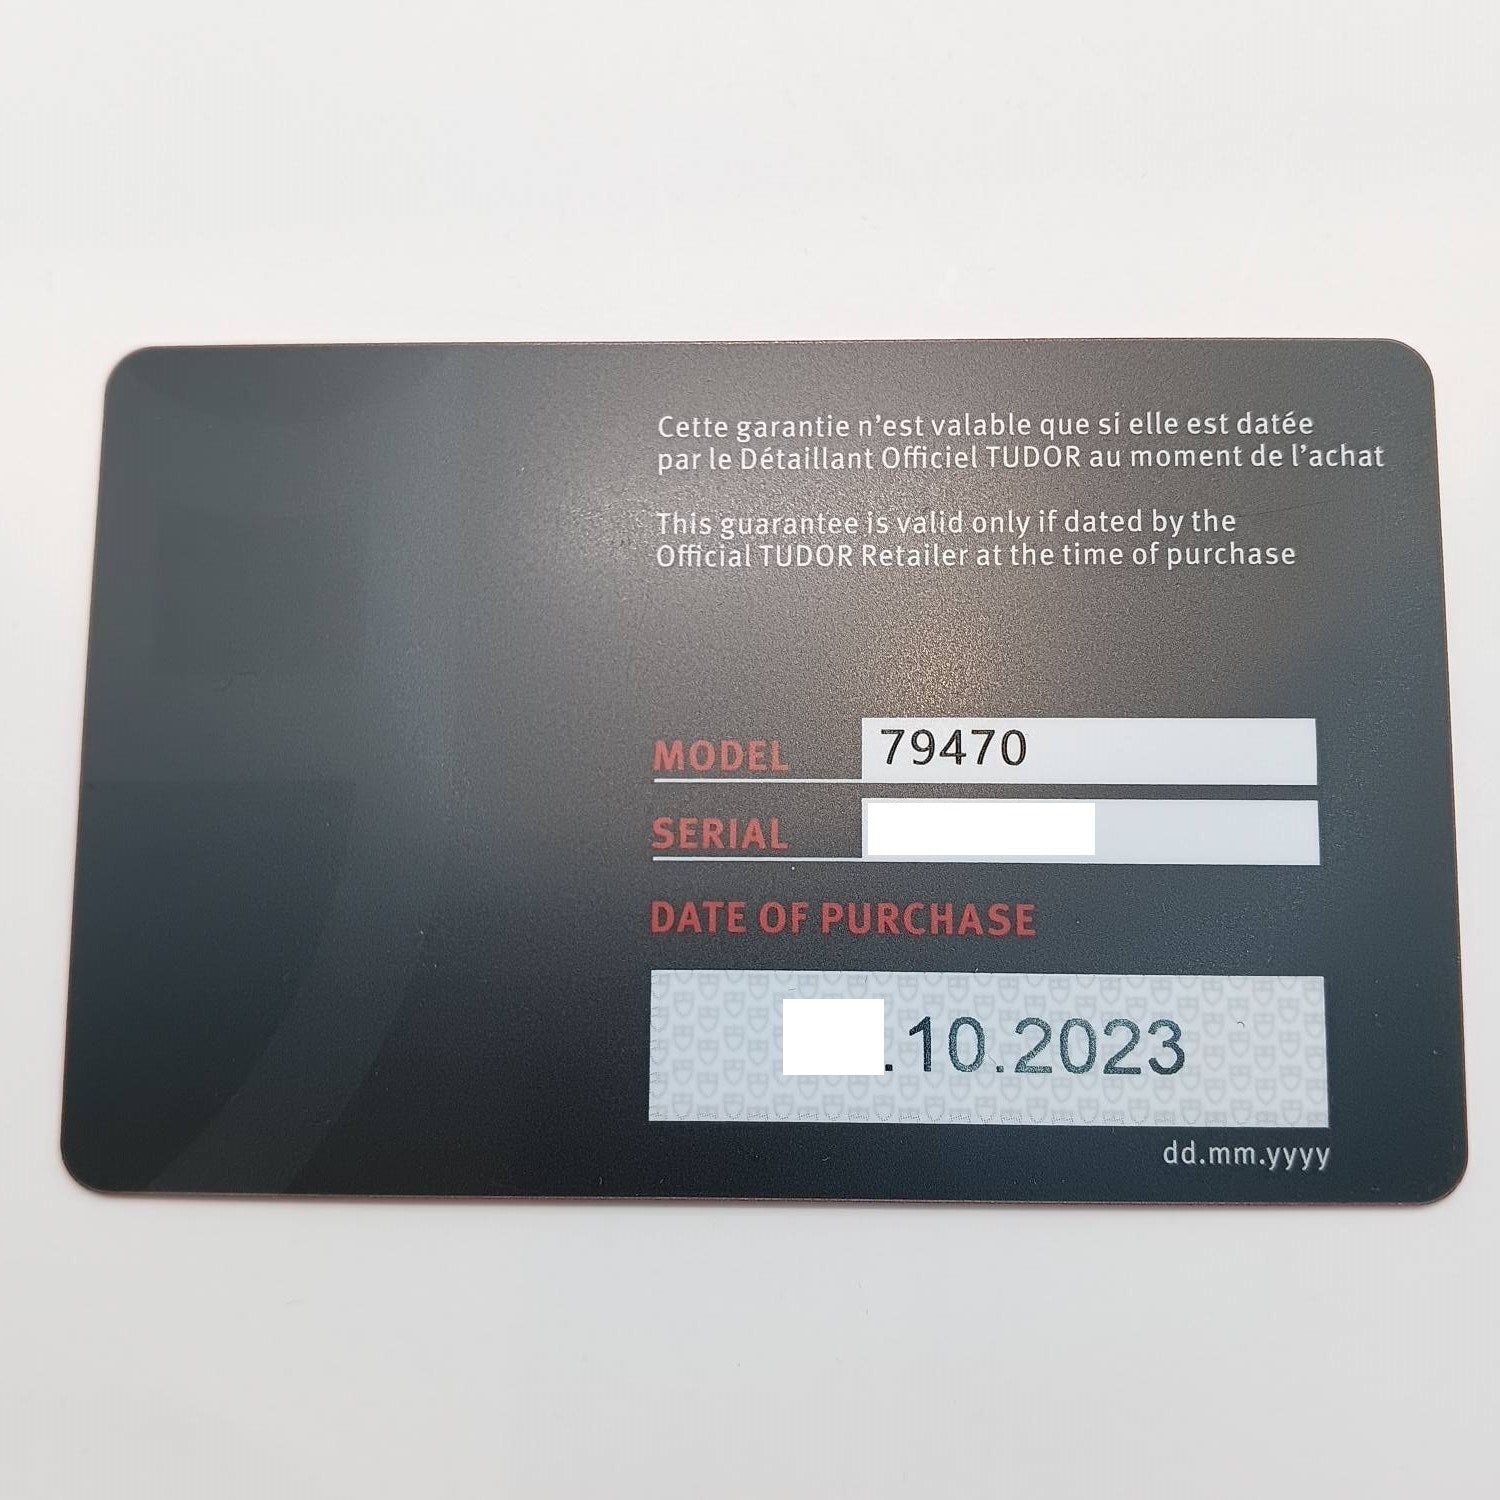 Cette garantie n'est valable que si elle est datée
par le Détaillant Officiel TUDOR au moment de l'achat
This guarantee is valid only if dated by the
Official TUDOR Retailer at the time of purchase
MODEL 79470
SERIAL
DATE OF PURCHASE
.10.2023
dd.mm.yyyy